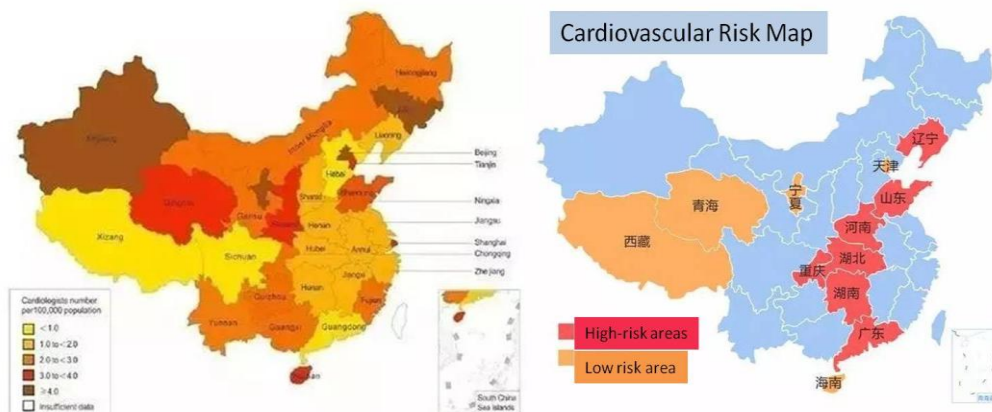 Cardiovascular Risk Map
Heilongjiang
Inner Mongolia
Liaoning
Beijing
Tianjin
Hebei
Xinjiang
Shandong
Ningxia
Qinghai
Gansu
Shanxi
Henan
Jiangsu
Xizang
Sichuan
Hubei
Anhui
Shanghai
Chongqing
Zhe jiang
Jiangxi
Hunan
Guizhou
Fujian
Yunnan
Guangxi
Guangdong
Cardiologists number
per100,000 population
<1.0
1.0 to<2.0
2.0 to<3.0
3.0 to<4.0
≥4.0
Insufficient data
South China
Sea islands
辽宁
天津
山东
宁夏
青海
河南
西藏
湖北
重庆
湖南
广东
海南
High-risk areas
Low risk area